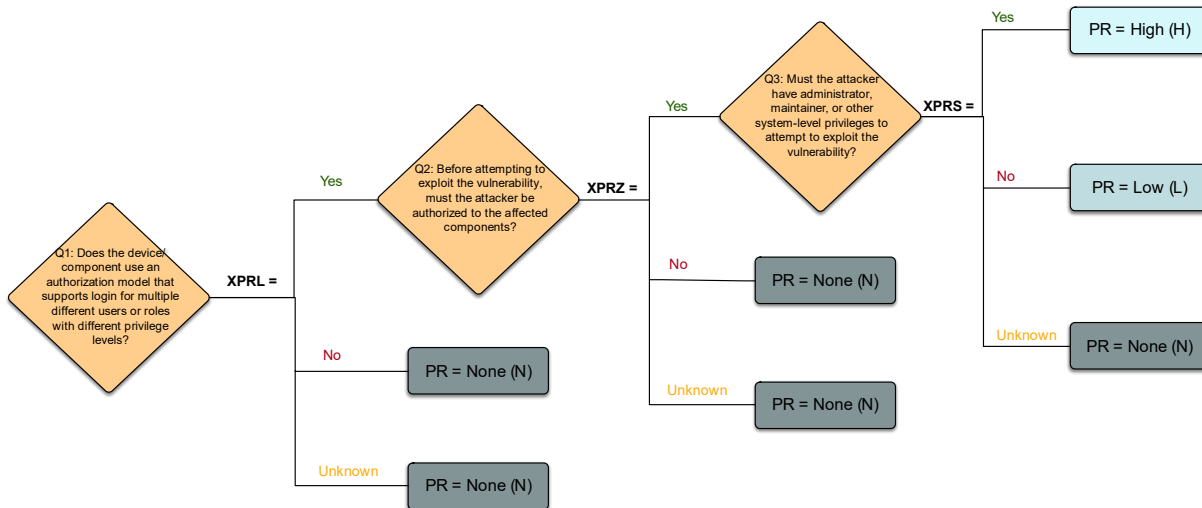 Q1: Does the device/
component use an
authorization model that
supports login for multiple
different users or roles
with different privilege
levels?
XPRL =
Yes
No
PR = None (N)
Unknown
PR = None (N)
Q2: Before attempting to
exploit the vulnerability,
must the attacker be
authorized to the affected
components?
XPRZ =
Yes
No
PR = None (N)
Unknown
PR = None (N)
Q3: Must the attacker
have administrator,
maintainer, or other
system-level privileges to
attempt to exploit the
vulnerability?
XPRS =
Yes
PR = High (H)
No
PR = Low (L)
Unknown
PR = None (N)